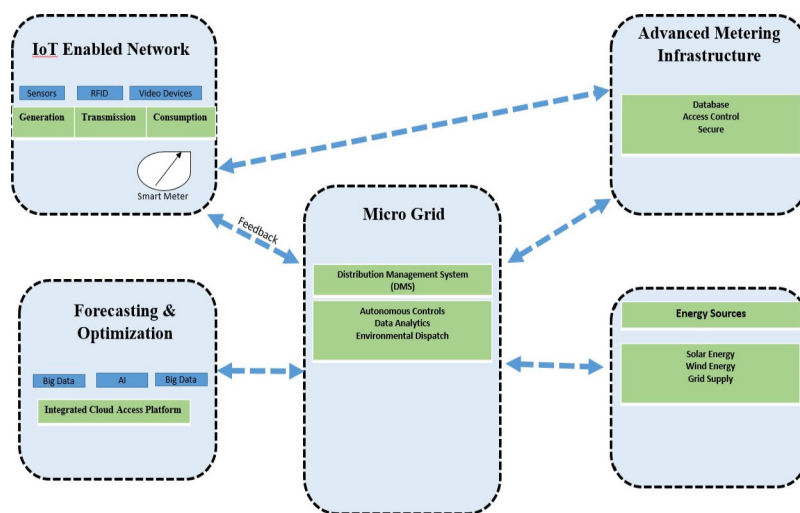 IoT Enabled Network
Sensors
RFID
Video Devices
Generation
Transmission
Consumption
Smart Meter
Advanced Metering
Infrastructure
Database
Access Control
Secure
Feedback
Micro Grid
Distribution Management System
(DMS)
Autonomous Controls
Data Analytics
Environmental Dispatch
Forecasting &
Optimization
Big Data
AI
Big Data
Integrated Cloud Access Platform
Energy Sources
Solar Energy
Wind Energy
Grid Supply